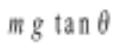 m g tan θ